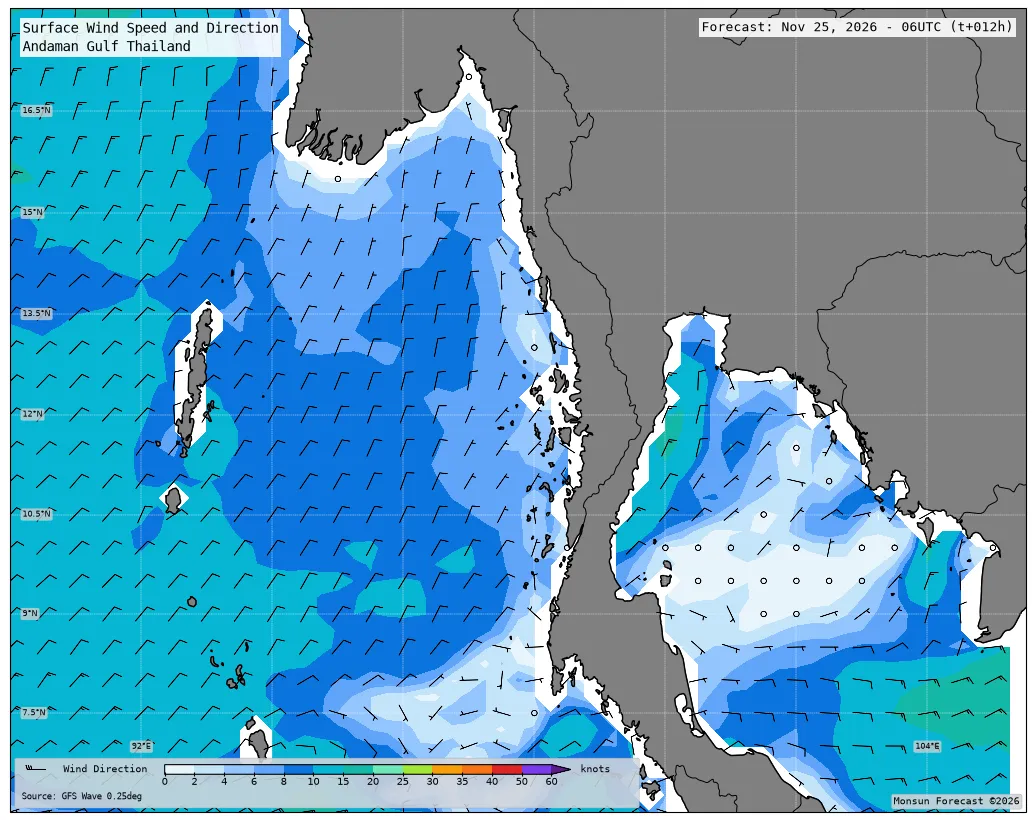 Surface Wind Speed and Direction
Andaman Gulf Thailand
Forecast: Nov 25, 2026 - 06UTC (t+012h)
16.5°N
15°N
13.5°N
12°N
10.5°N
9°N
7.5°N
92°E
104°E
Wind Direction
0 2 4 6 8 10 15 20 25 30 35 40 50 60
knots
Source: GFS Wave 0.25deg
Monsun Forecast ©2026